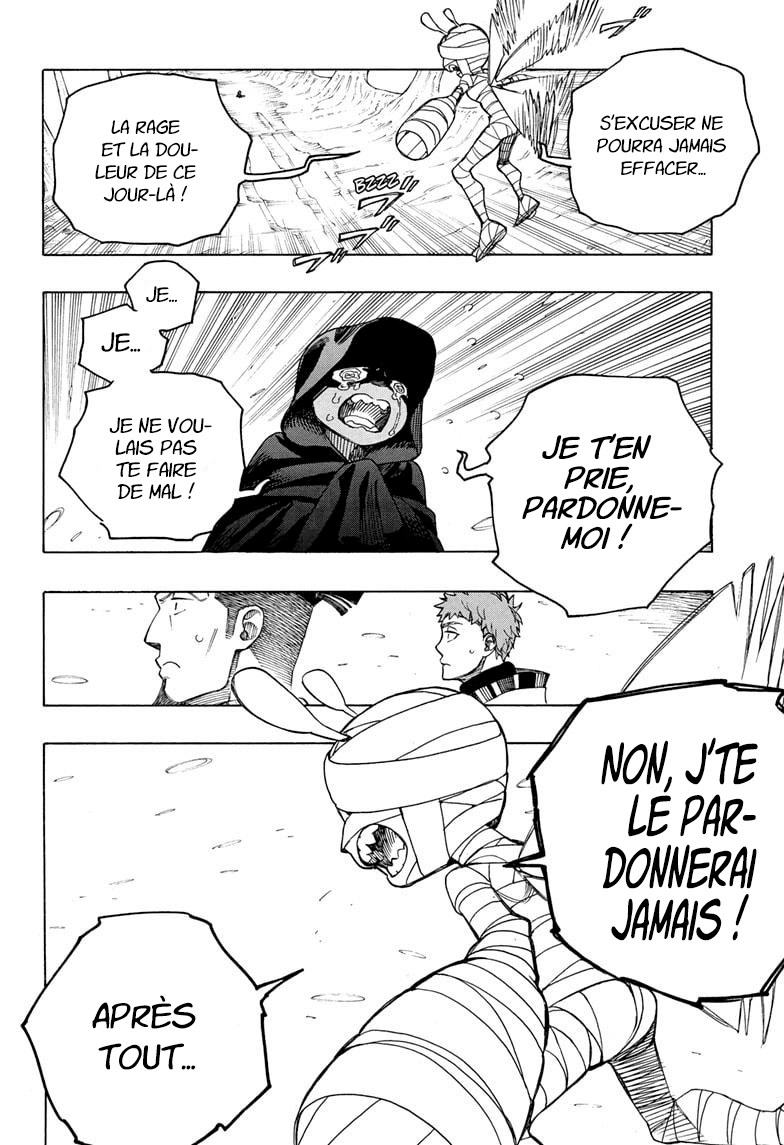 S'EXCUSER NE
POURRA JAMAIS
EFFACER...
LA RAGE
ET LA DOU-
LEUR DE CE
JOUR-LÀ !
BZZZ
JE...
JE...
JE NE VOU-
LAIS PAS
TE FAIRE
DE MAL !
JE T'EN
PRIE,
PARDONNE-
MOI !
NON, J'TE
LE PAR-
DONNERAI
JAMAIS !
APRÈS
TOUT...